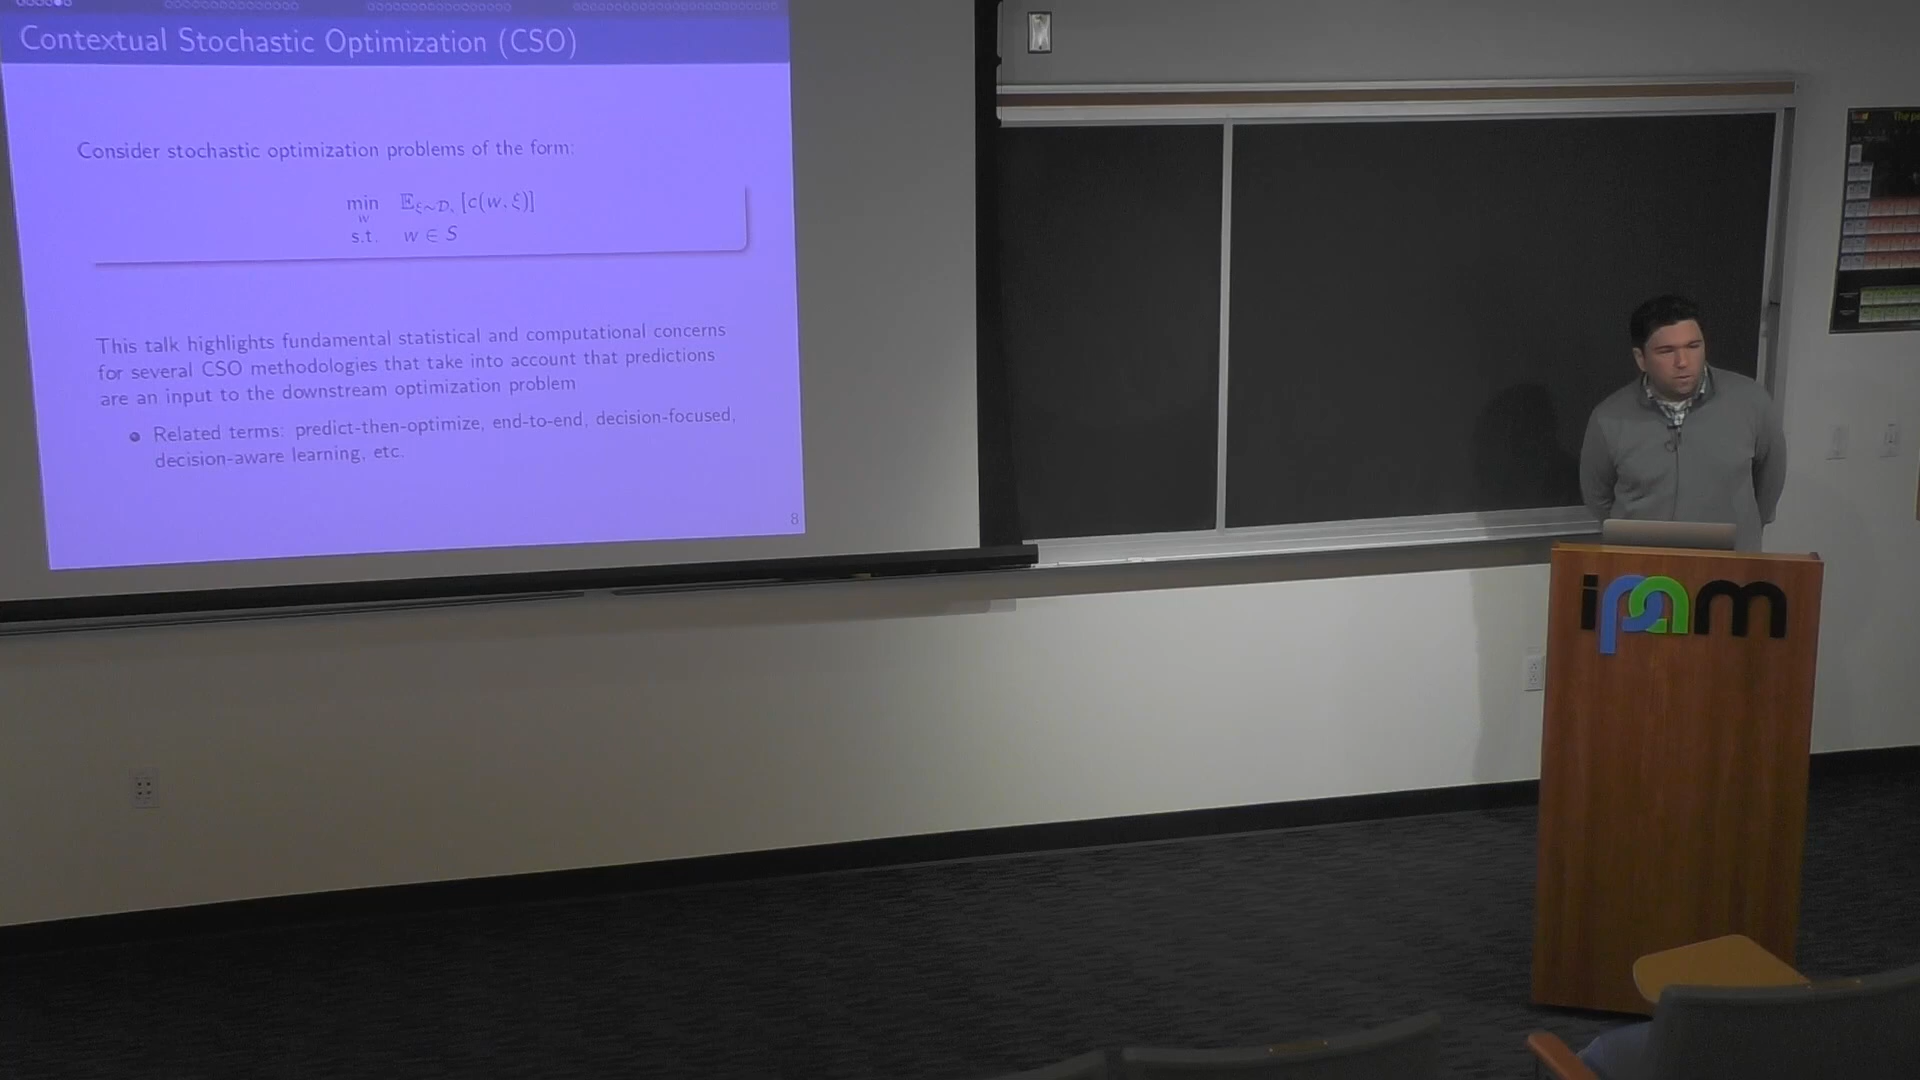 Contextual Stochastic Optimization (CSO)
Consider stochastic optimization problems of the form:
min 𝔼_{ξ∼𝒟ₓ} [c(w, ξ)]
w
s.t. w ∈ S
This talk highlights fundamental statistical and computational concerns
for several CSO methodologies that take into account that predictions
are an input to the downstream optimization problem
Related terms: predict-then-optimize, end-to-end, decision-focused,
decision-aware learning, etc.
8
ipam